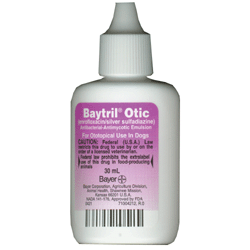 Baytril® Otic
(enrofloxacin/silver sulfadiazine)
Antibacterial-Antimycotic Emulsion
For Ototopical Use In Dogs
CAUTION: Federal (U.S.A.) Law
restricts this drug to use by or on the
order of a licensed veterinarian.
Federal law prohibits the extralabel
use of this drug in food-producing
animals
30 mL
Bayer
Bayer Corporation, Agriculture Division,
Animal Health, Shawnee Mission,
Kansas 66201 U.S.A.
NADA 141-176, Approved by FDA